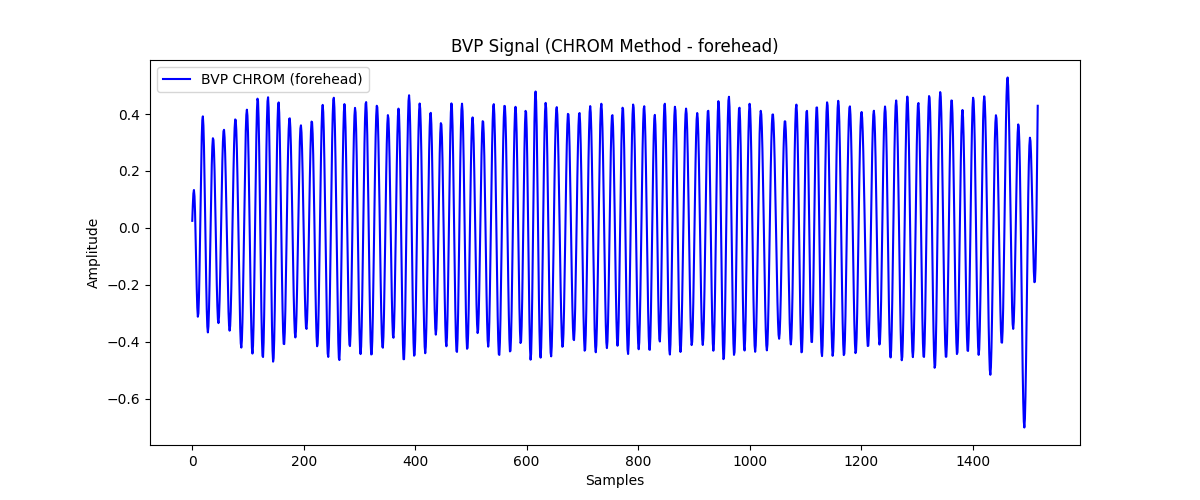 BVP Signal (CHROM Method - forehead)
BVP CHROM (forehead)
Amplitude
0.4
0.2
0.0
−0.2
−0.4
−0.6
0 200 400 600 800 1000 1200 1400
Samples